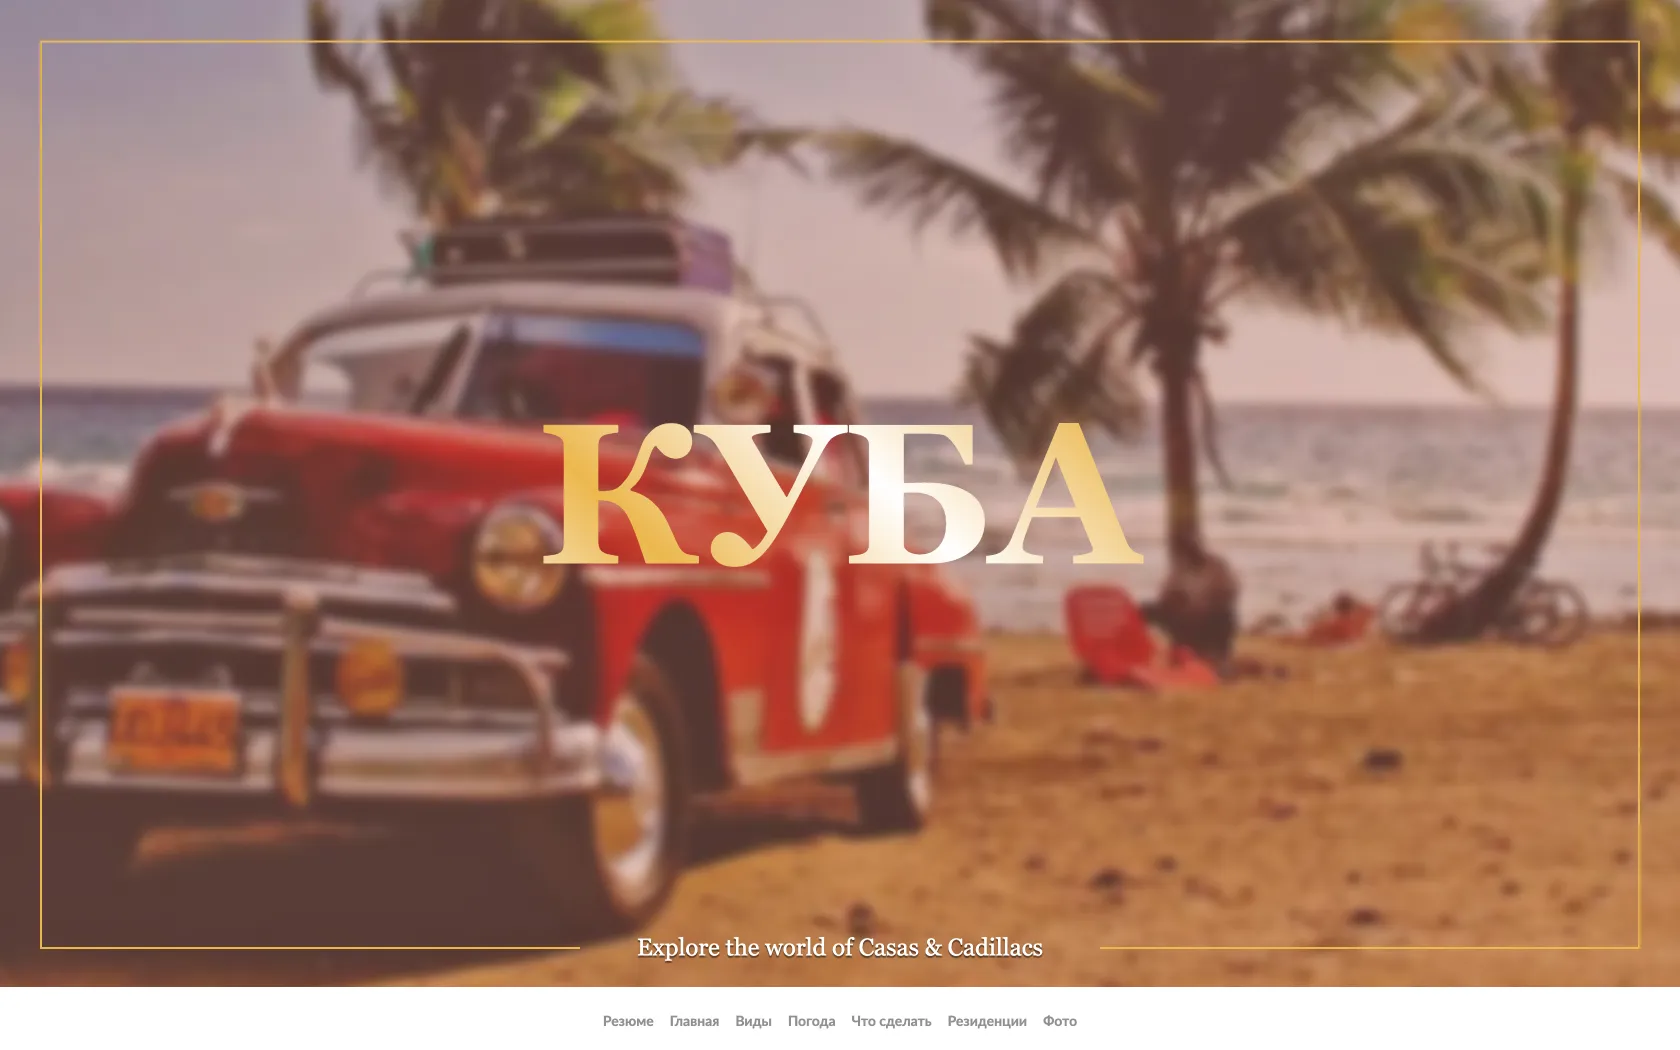 КУБА
Explore the world of Casas & Cadillacs
Резюме Главная Виды Погода Что сделать Резиденции Фото